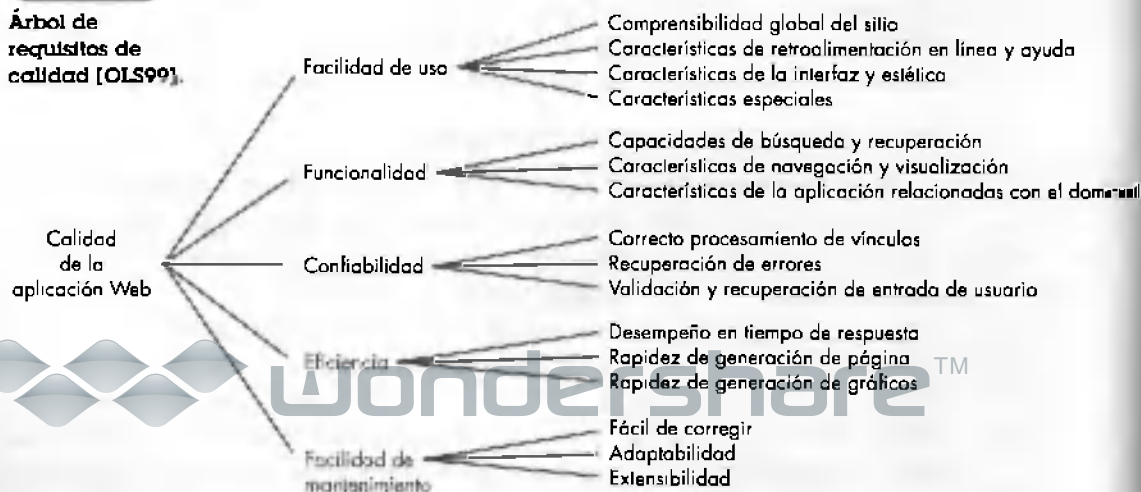 Árbol de
requisitos de
calidad [OLS99].
Calidad
de la
aplicación Web
Facilidad de uso
Comprensibilidad global del sitio
Características de retroalimentación en línea y ayuda
Características de la interfaz y estética
Características especiales
Funcionalidad
Capacidades de búsqueda y recuperación
Características de navegación y visualización
Características de la aplicación relacionadas con el
Confiabilidad
Correcto procesamiento de vínculos
Recuperación de errores
Validación y recuperación de entrada de usuario
Eficiencia
Desempeño en tiempo de respuesta
Rapidez de generación de página
Rapidez de generación de gráficos
Facilidad de
mantenimiento
Fácil de corregir
Adaptabilidad
Extensibilidad
wondershare™